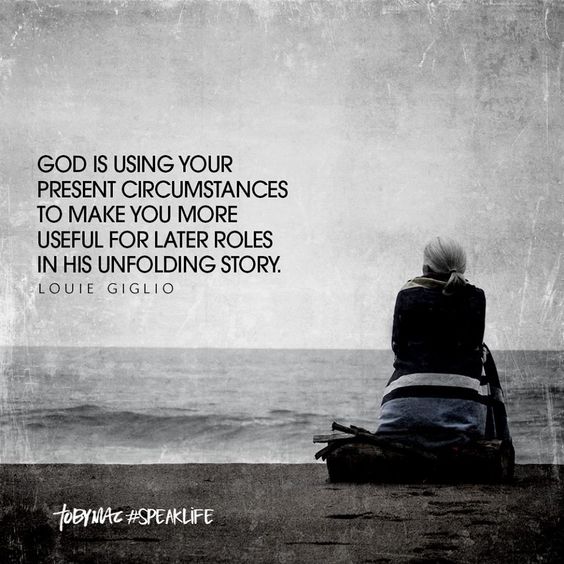 GOD IS USING YOUR
PRESENT CIRCUMSTANCES
TO MAKE YOU MORE
USEFUL FOR LATER ROLES
IN HIS UNFOLDING STORY.
LOUIE GIGLIO
TOBYMAC #SPEAKLIFE